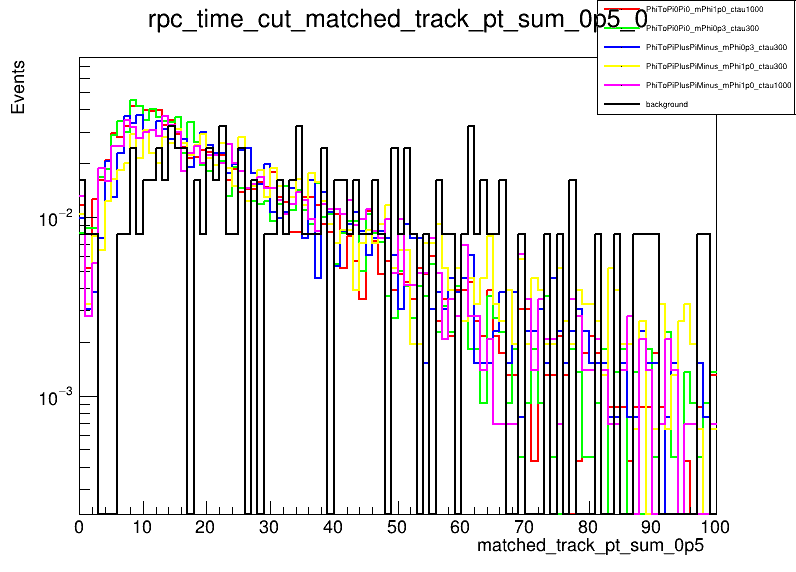 rpc_time_cut_matched_track_pt_sum_0p5_0
PhiToPi0Pi0_mPhi1p0_ctau1000
PhiToPi0Pi0_mPhi0p3_ctau300
PhiToPiPlusPiMinus_mPhi0p3_ctau300
PhiToPiPlusPiMinus_mPhi1p0_ctau300
PhiToPiPlusPiMinus_mPhi1p0_ctau1000
background
Events
10−2
10−3
0 10 20 30 40 50 60 70 80 90 100
matched_track_pt_sum_0p5